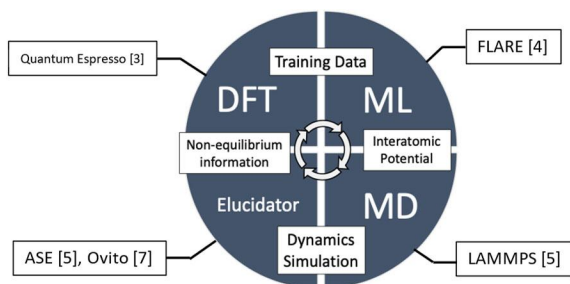 Quantum Espresso [3]
FLARE [4]
Training Data
DFT
ML
Non-equilibrium
information
Interatomic
Potential
Elucidator
MD
Dynamics
Simulation
ASE [5], Ovito [7]
LAMMPS [5]